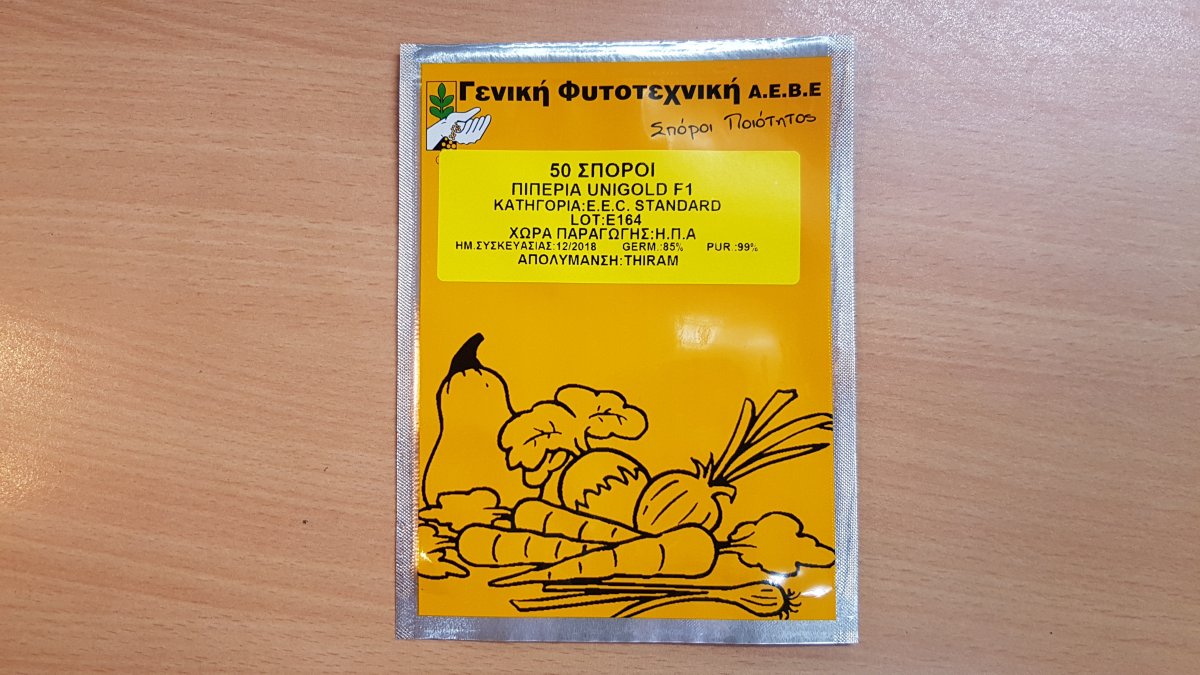 Γενική Φυτοτεχνική Α.Ε.Β.Ε
Σπόροι Ποιότητος
50 ΣΠΟΡΟΙ
ΠΙΠΕΡΙΑ UNIGOLD F1
ΚΑΤΗΓΟΡΙΑ:E.E.C. STANDARD
LOT:E164
ΧΩΡΑ ΠΑΡΑΓΩΓΗΣ:Η.Π.Α
ΗΜ.ΣΥΣΚΕΥΑΣΙΑΣ:12/2018 GERM.:85% PUR.:99%
ΑΠΟΛΥΜΑΝΣΗ:THIRAM